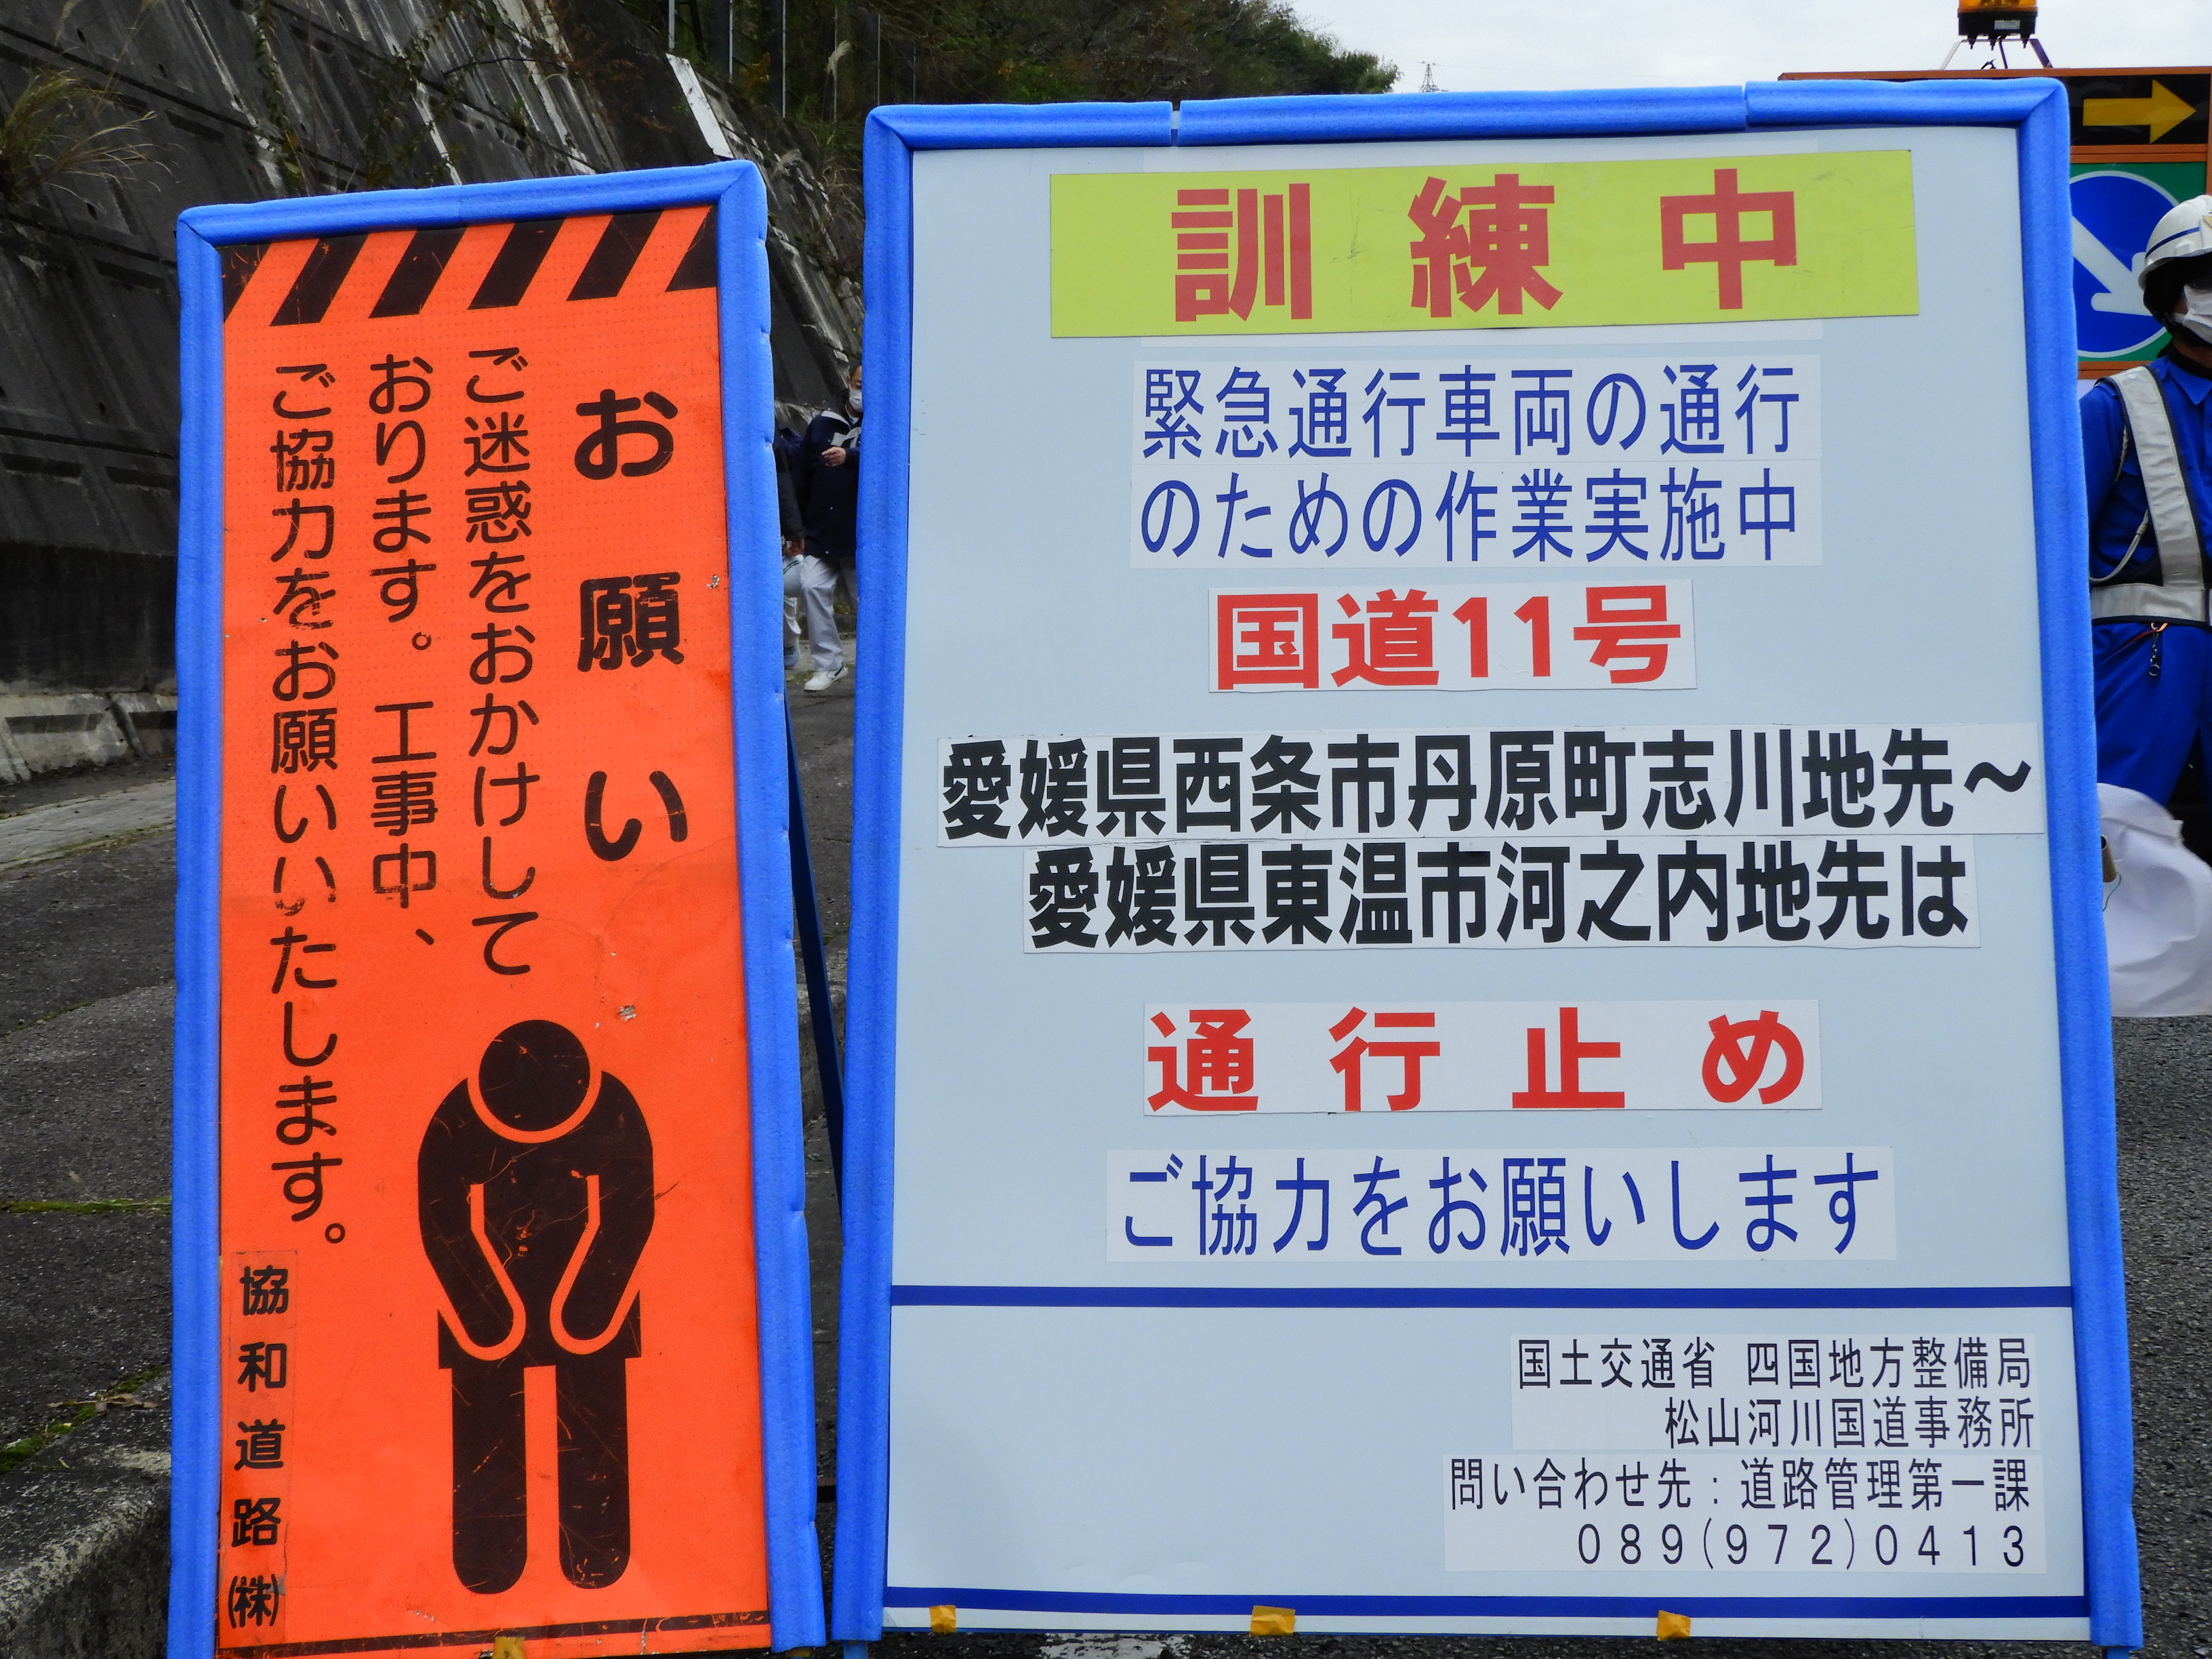 お願い
ご迷惑をおかけして
おります。工事中、
ご協力をお願いいたします。
協和道路㈱
訓練中
緊急通行車両の通行
のための作業実施中
国道11号
愛媛県西条市丹原町志川地先～
愛媛県東温市河之内地先は
通行止め
ご協力をお願いします
国土交通省 四国地方整備局
松山河川国道事務所
問い合わせ先：道路管理第一課
089(972)0413